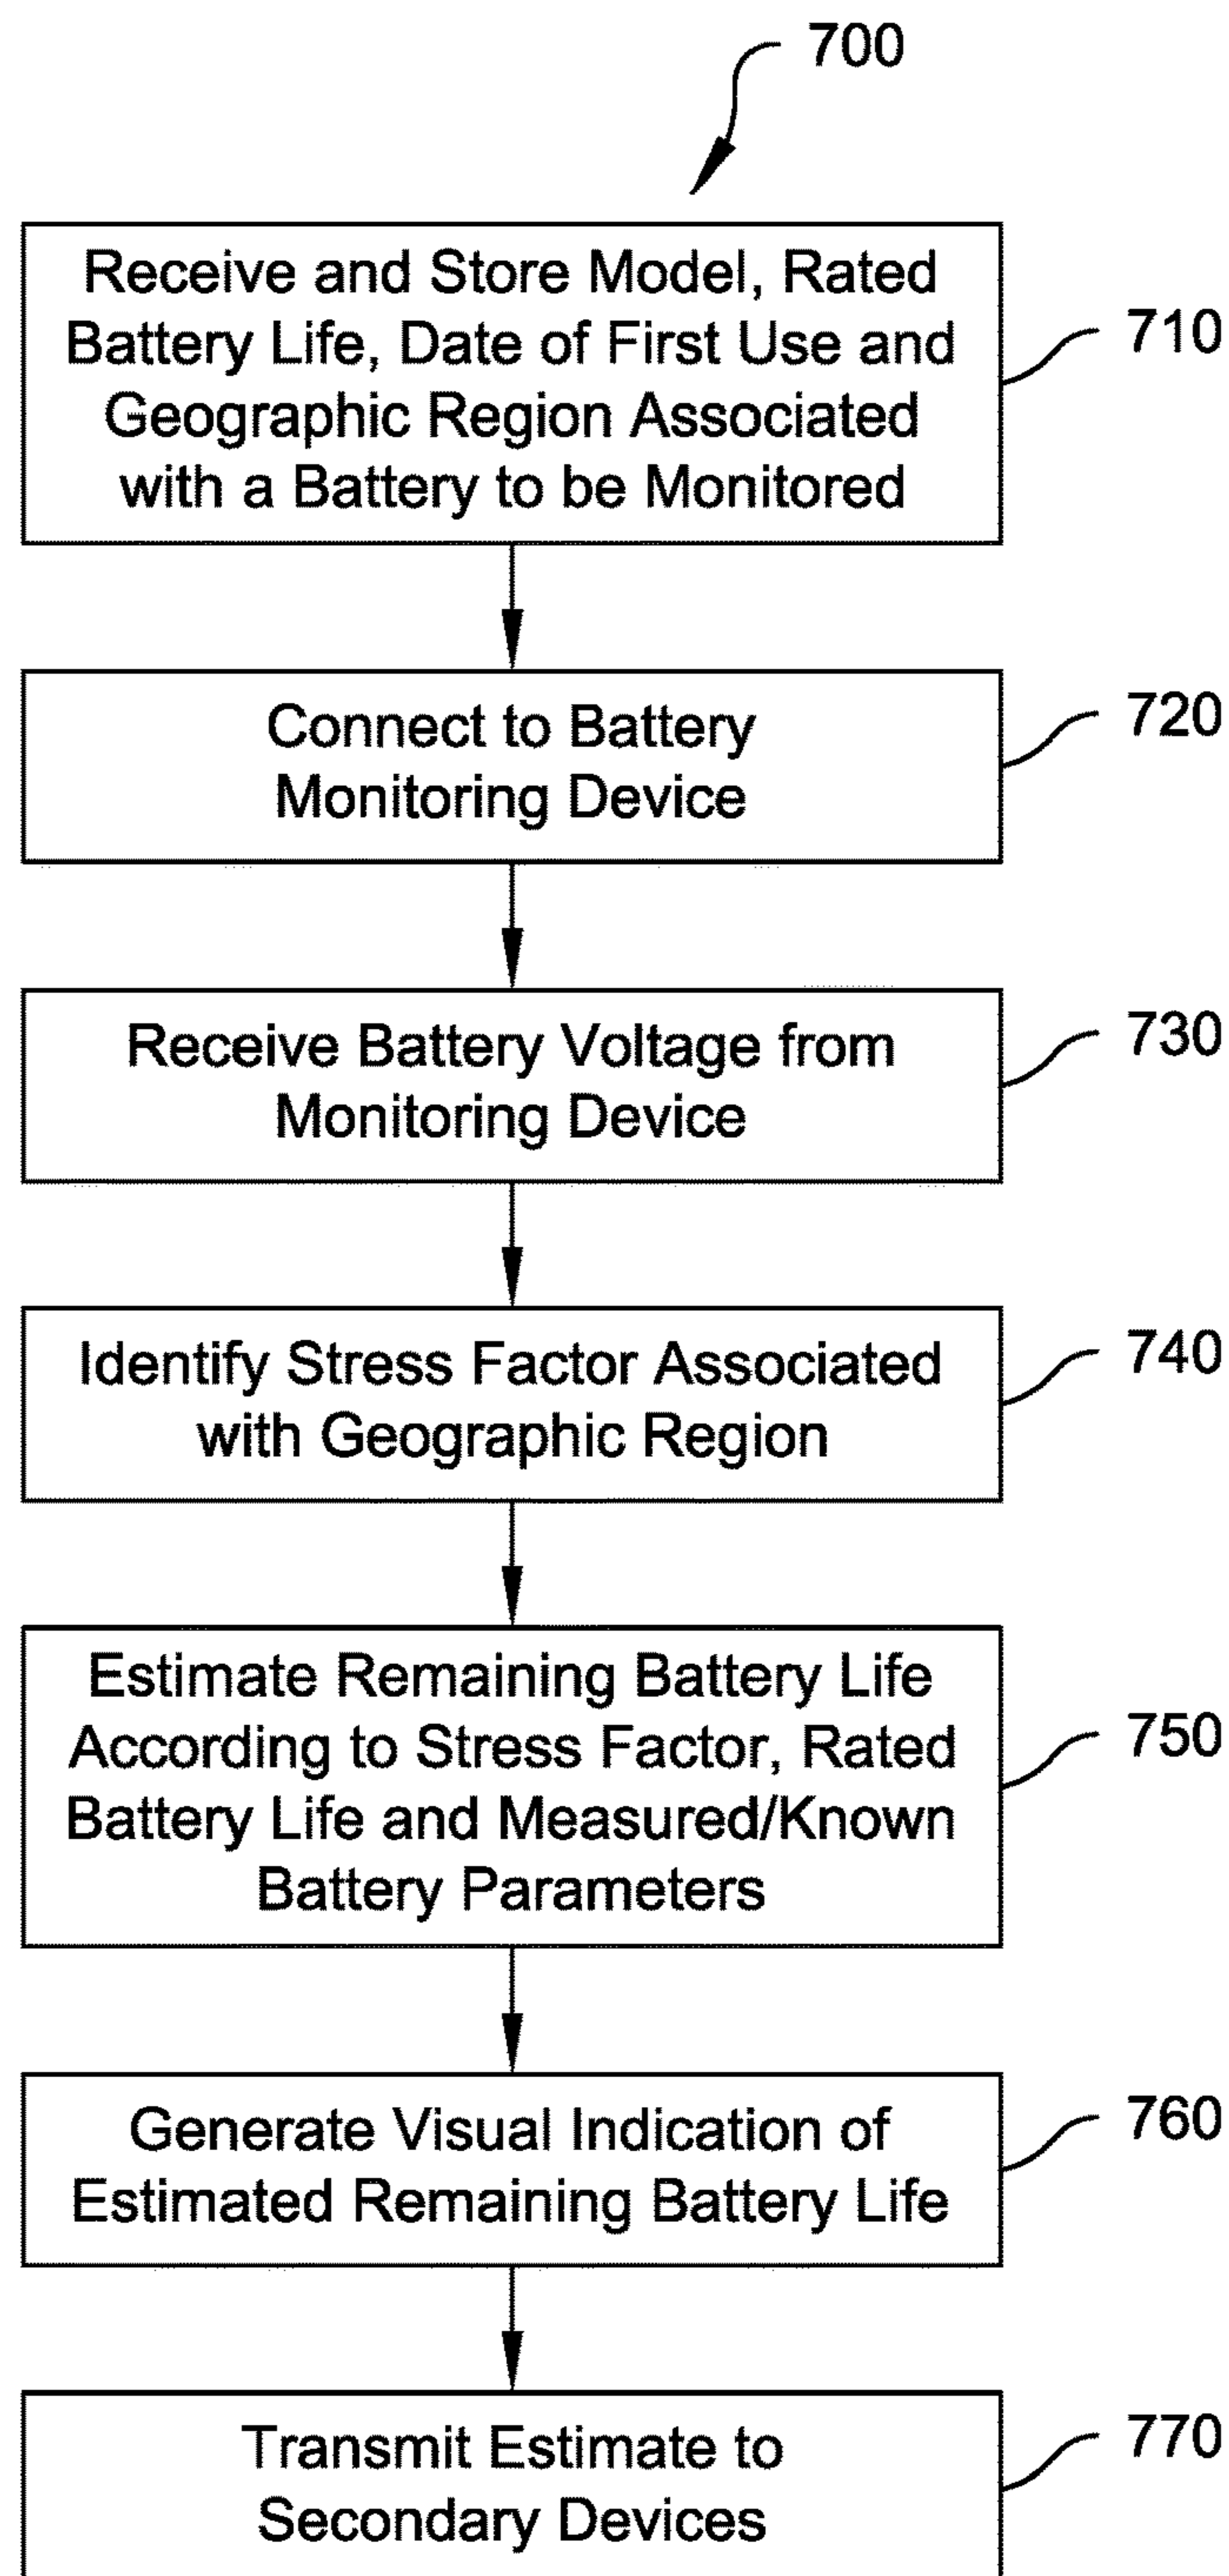 700
Receive and Store Model, Rated
Battery Life, Date of First Use and
Geographic Region Associated
with a Battery to be Monitored
710
Connect to Battery
Monitoring Device
720
Receive Battery Voltage from
Monitoring Device
730
Identify Stress Factor Associated
with Geographic Region
740
Estimate Remaining Battery Life
According to Stress Factor, Rated
Battery Life and Measured/Known
Battery Parameters
750
Generate Visual Indication of
Estimated Remaining Battery Life
760
Transmit Estimate to
Secondary Devices
770